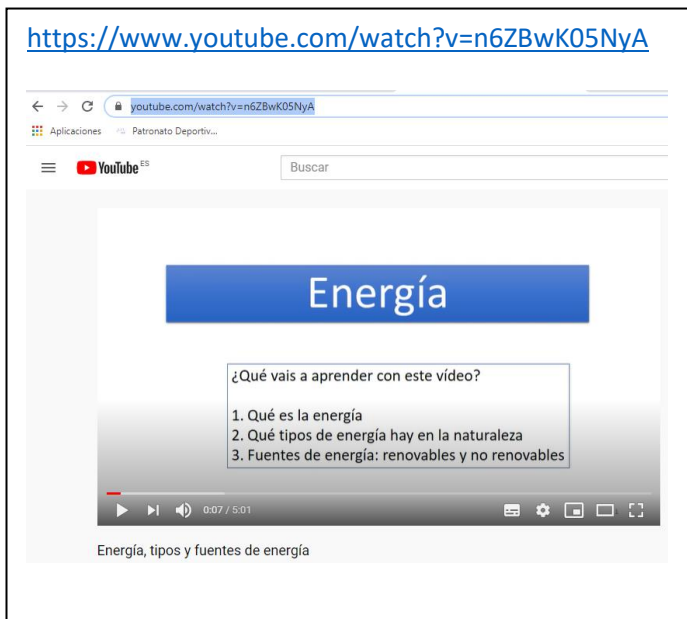 https://www.youtube.com/watch?v=n6ZBwK05NyA
youtube.com/watch?v=n6ZBwK05NyA
Aplicaciones Patronato Deportiv...
YouTube ES
Buscar
Energía
¿Qué vais a aprender con este vídeo?
1. Qué es la energía
2. Qué tipos de energía hay en la naturaleza
3. Fuentes de energía: renovables y no renovables
0:07 / 5:01
Energía, tipos y fuentes de energía